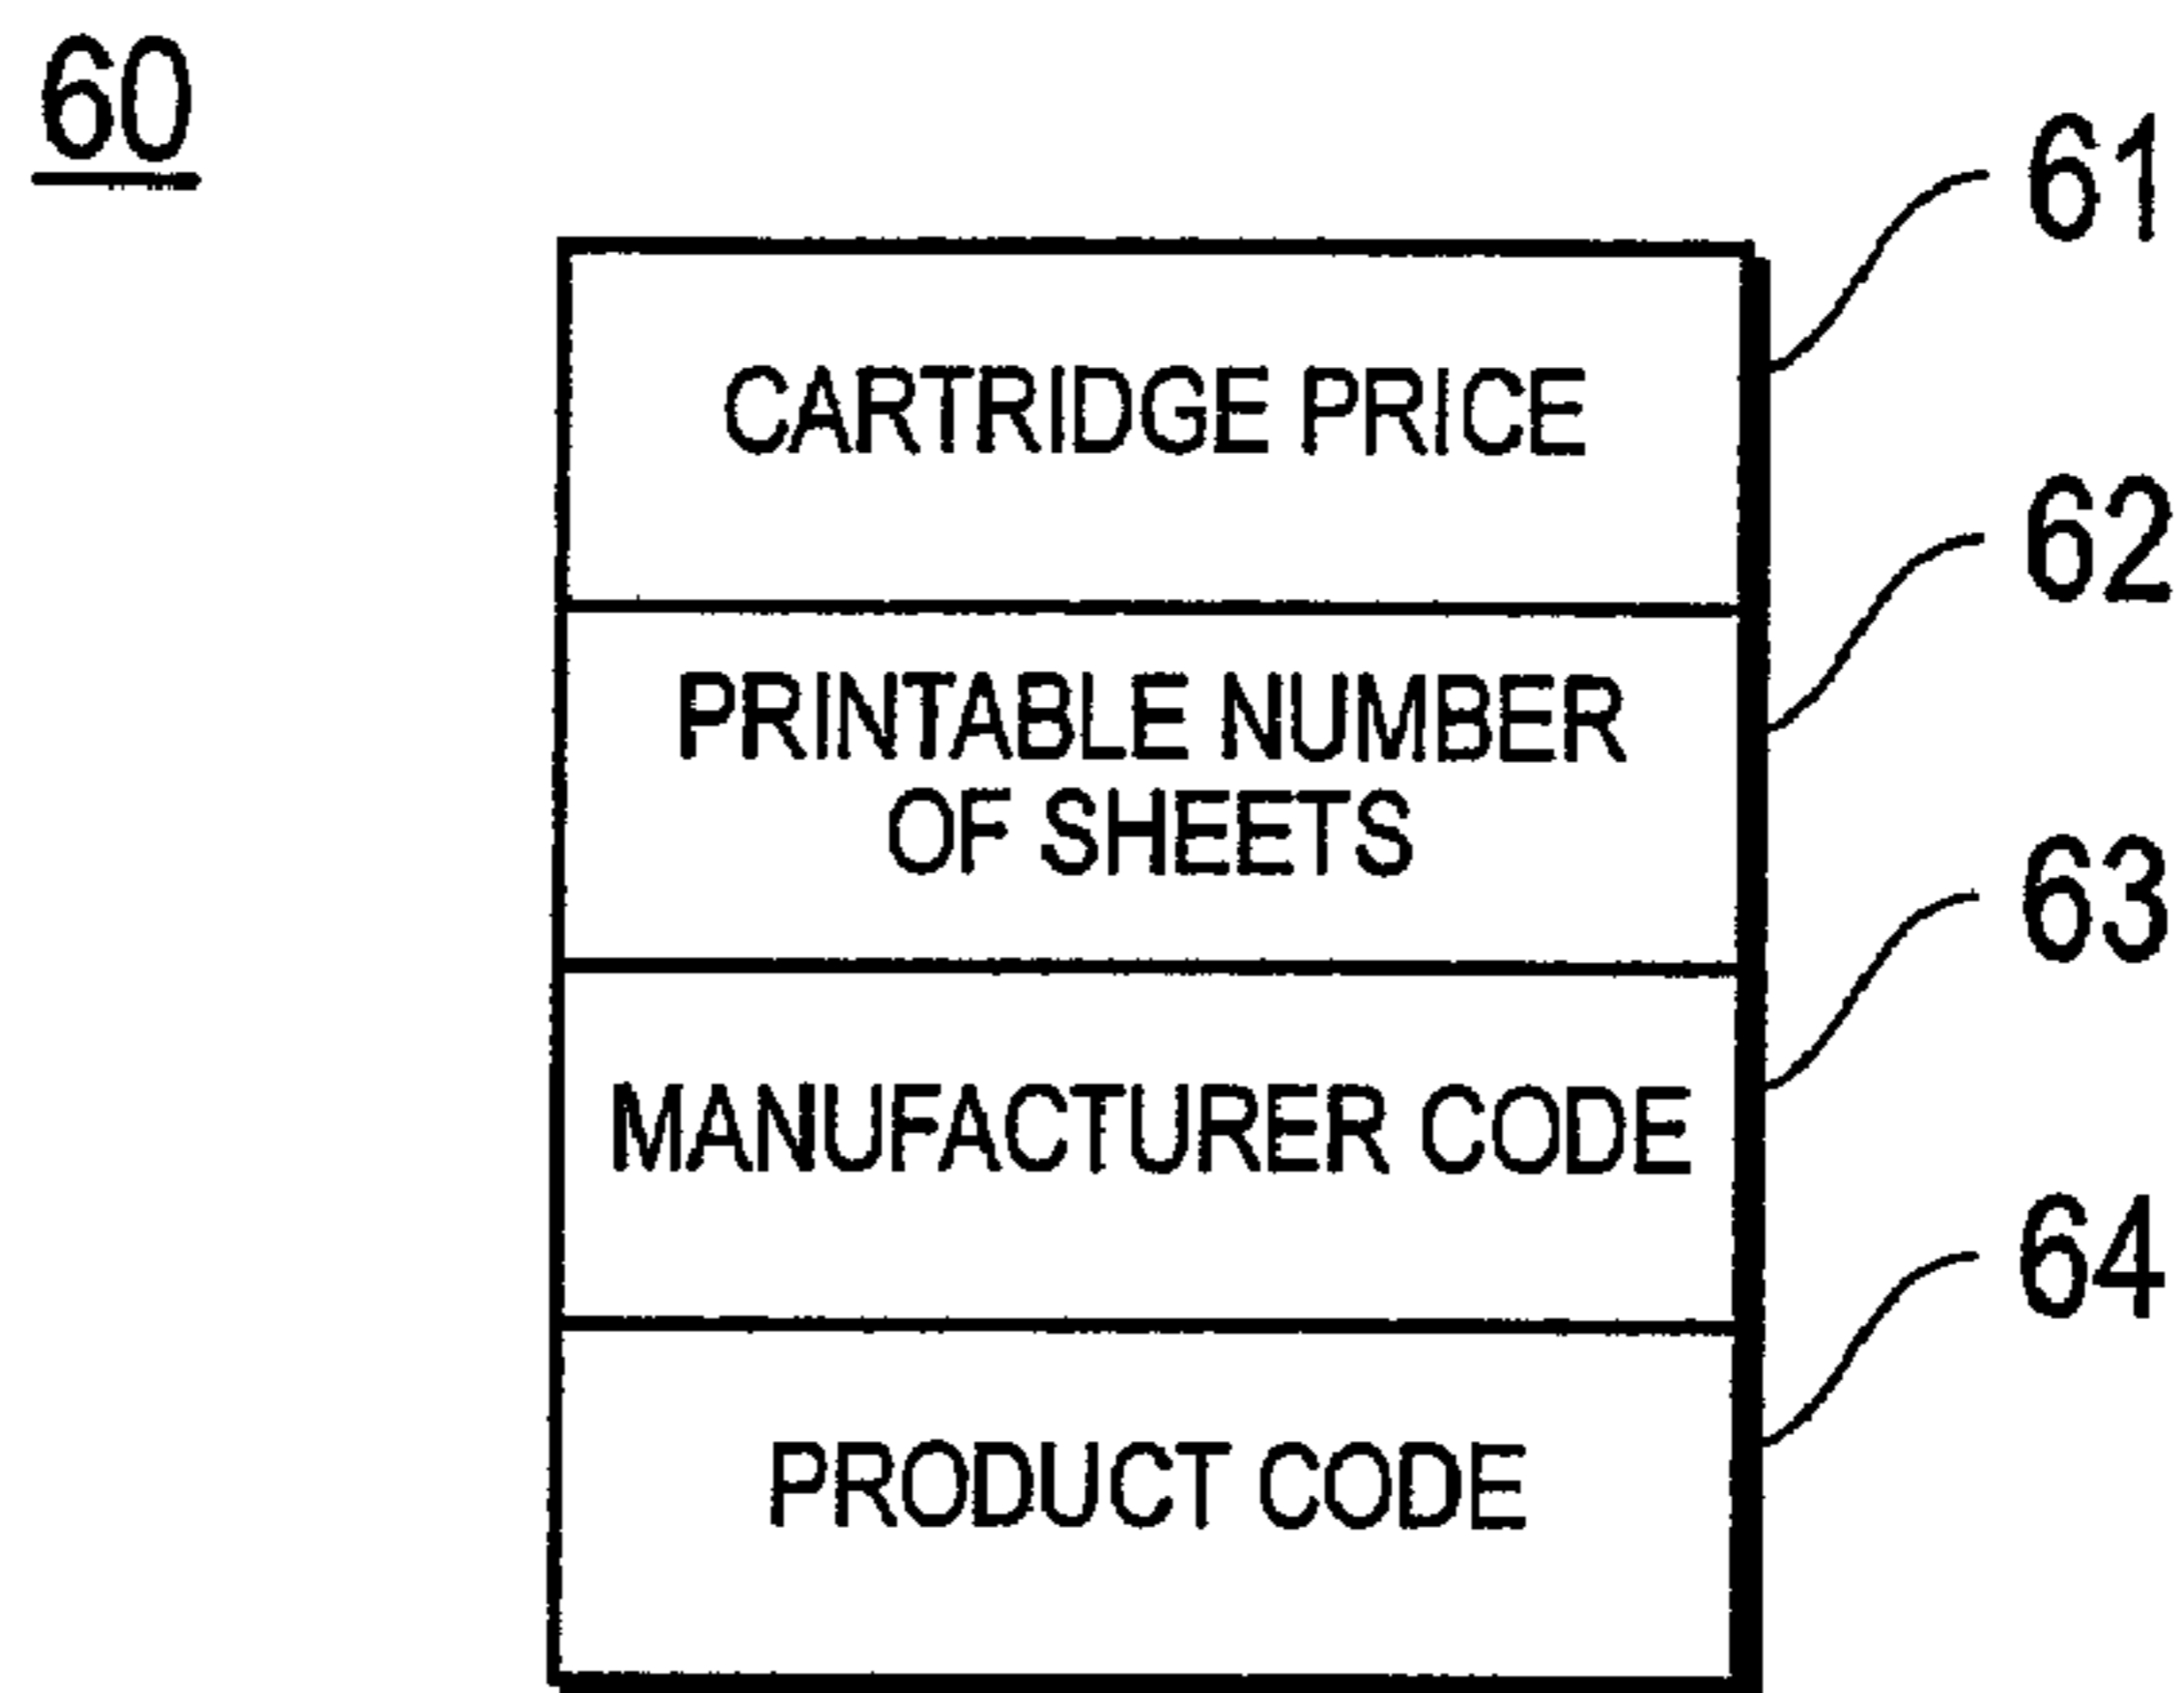 60
61
CARTRIDGE PRICE
62
PRINTABLE NUMBER
OF SHEETS
63
MANUFACTURER CODE
64
PRODUCT CODE